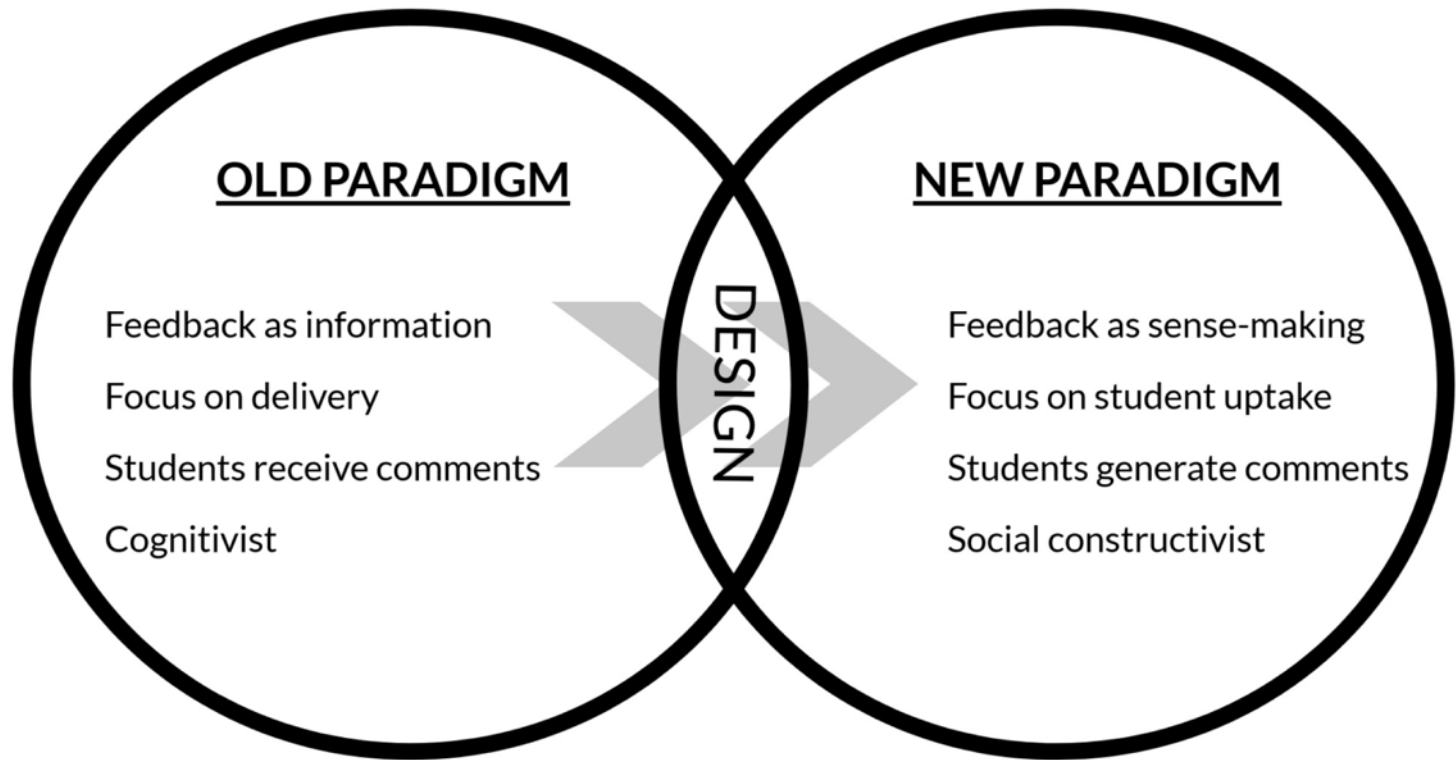 OLD PARADIGM
Feedback as information
Focus on delivery
Students receive comments
Cognitivist
DESIGN
NEW PARADIGM
Feedback as sense-making
Focus on student uptake
Students generate comments
Social constructivist